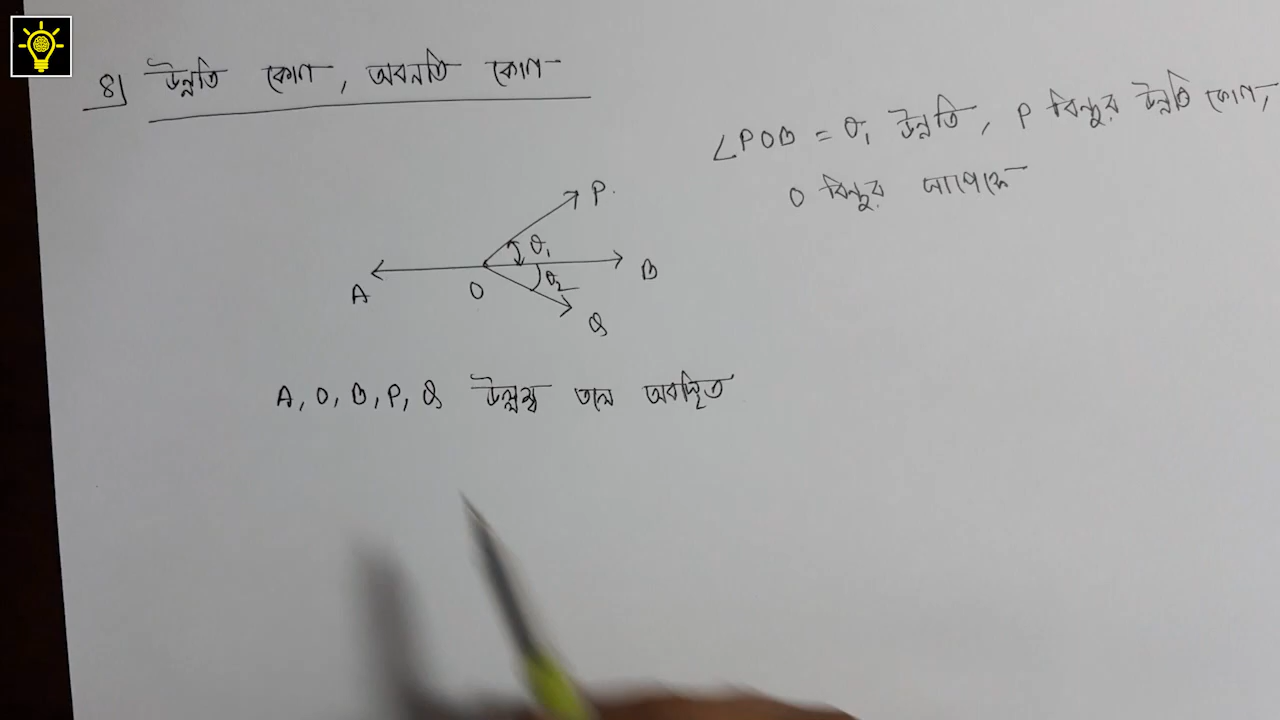 ৪) উন্নতি কোণ, অবনতি কোণ
∠POB = θ₁ উন্নতি, P বিন্দুর উন্নতি কোণ,
O বিন্দুর সাপেক্ষে
P
θ₁
A
O
B
θ₂
Q
A, O, B, P, Q উল্লম্ব তলে অবস্থিত